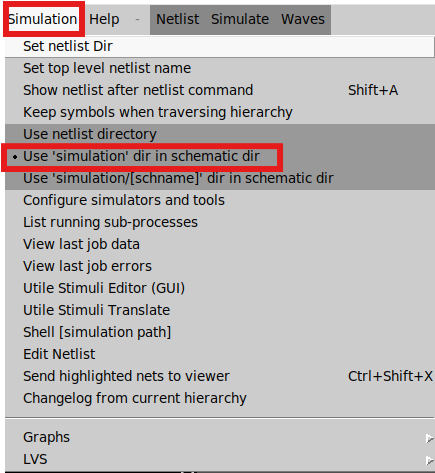 Simulation Help - Netlist Simulate Waves
Set netlist Dir
Set top level netlist name
Show netlist after netlist command Shift+A
Keep symbols when traversing hierarchy
Use netlist directory
• Use 'simulation' dir in schematic dir
Use 'simulation/[schname]' dir in schematic dir
Configure simulators and tools
List running sub-processes
View last job data
View last job errors
Utile Stimuli Editor (GUI)
Utile Stimuli Translate
Shell [simulation path]
Edit Netlist
Send highlighted nets to viewer Ctrl+Shift+X
Changelog from current hierarchy
Graphs
LVS